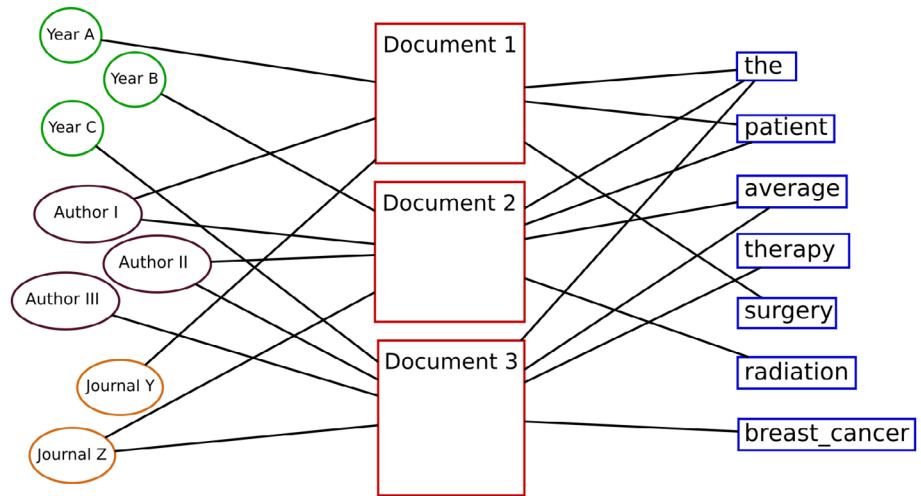 Year A
Year B
Year C
Author I
Author II
Author III
Journal Y
Journal Z
Document 1
Document 2
Document 3
the
patient
average
therapy
surgery
radiation
breast_cancer